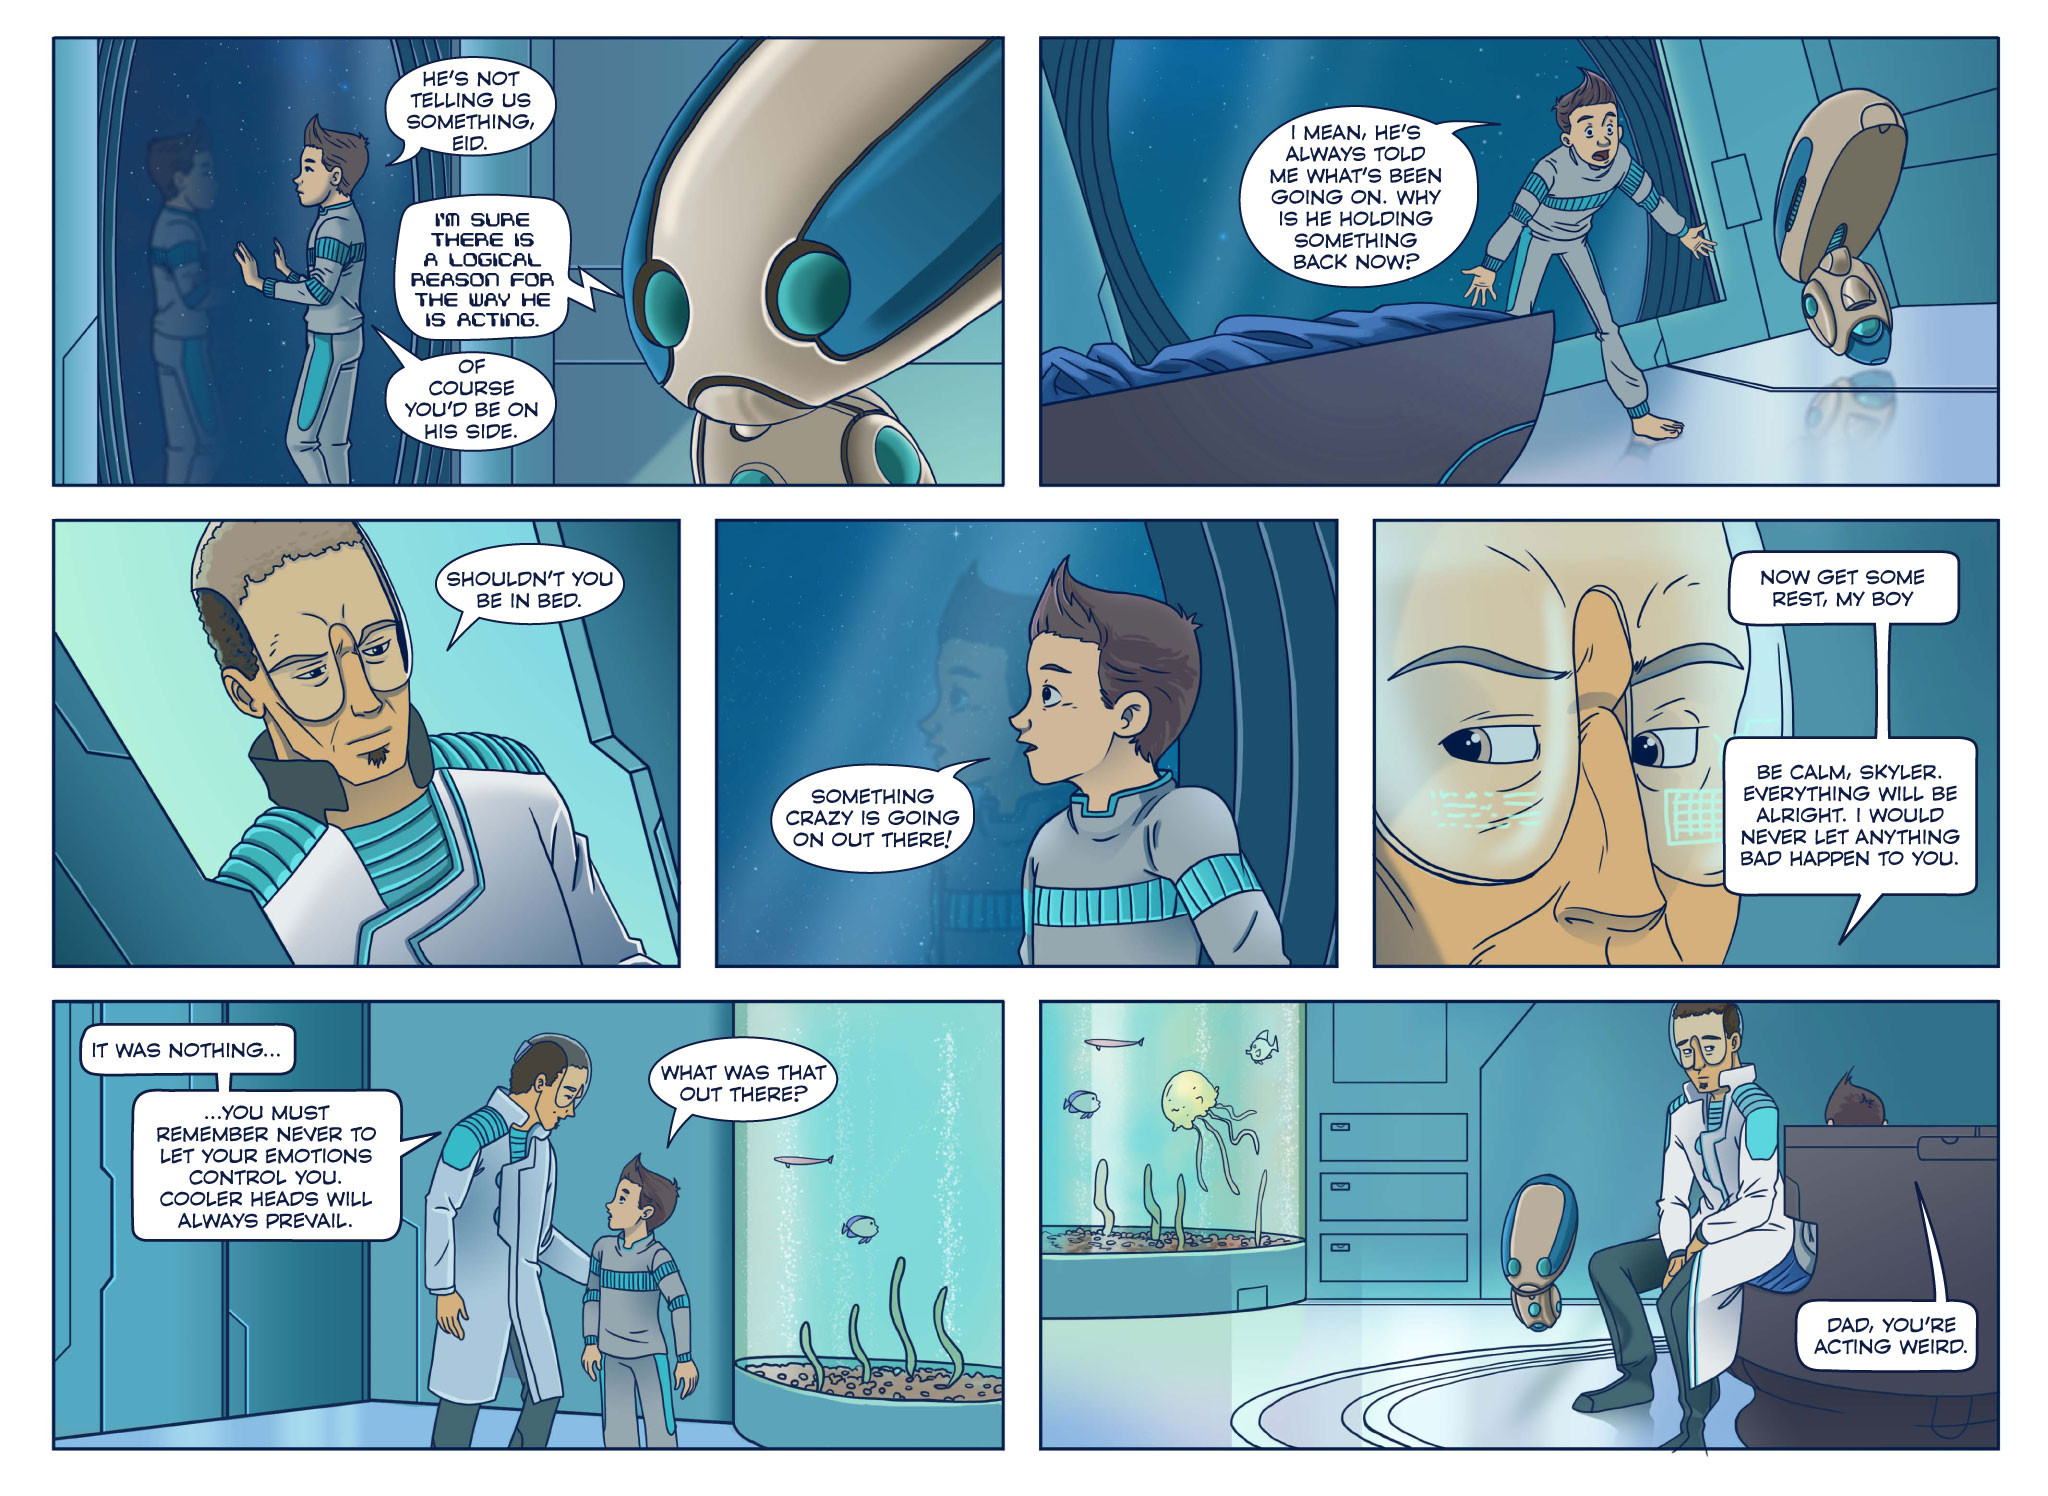 HE'S NOT
TELLING US
SOMETHING,
EID.
I'M SURE
THERE IS
A LOGICAL
REASON FOR
THE WAY HE
IS ACTING.
OF
COURSE
YOU'D BE ON
HIS SIDE.
I MEAN, HE'S
ALWAYS TOLD
ME WHAT'S BEEN
GOING ON. WHY
IS HE HOLDING
SOMETHING
BACK NOW?
SHOULDN'T YOU
BE IN BED.
SOMETHING
CRAZY IS GOING
ON OUT THERE!
NOW GET SOME
REST, MY BOY
BE CALM, SKYLER.
EVERYTHING WILL BE
ALRIGHT. I WOULD
NEVER LET ANYTHING
BAD HAPPEN TO YOU.
IT WAS NOTHING...
...YOU MUST
REMEMBER NEVER TO
LET YOUR EMOTIONS
CONTROL YOU.
COOLER HEADS WILL
ALWAYS PREVAIL.
WHAT WAS THAT
OUT THERE?
DAD, YOU'RE
ACTING WEIRD.